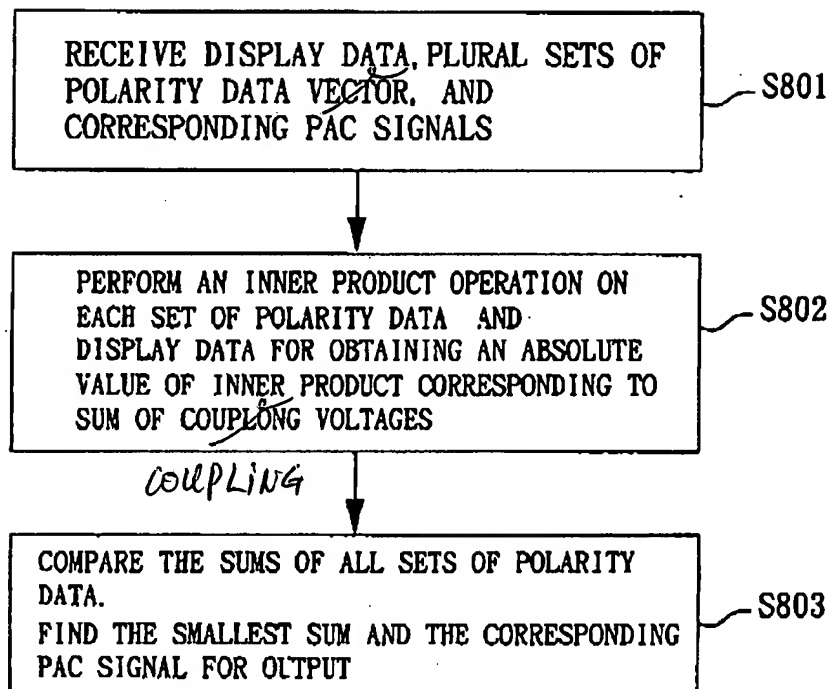 RECEIVE DISPLAY DATA, PLURAL SETS OF
POLARITY DATA VECTOR, AND
CORRESPONDING PAC SIGNALS
S801
PERFORM AN INNER PRODUCT OPERATION ON
EACH SET OF POLARITY DATA AND
DISPLAY DATA FOR OBTAINING AN ABSOLUTE
VALUE OF INNER PRODUCT CORRESPONDING TO
SUM OF COUPLONG VOLTAGES
S802
COUPLING
COMPARE THE SUMS OF ALL SETS OF POLARITY
DATA.
FIND THE SMALLEST SUM AND THE CORRESPONDING
PAC SIGNAL FOR OUTPUT
S803